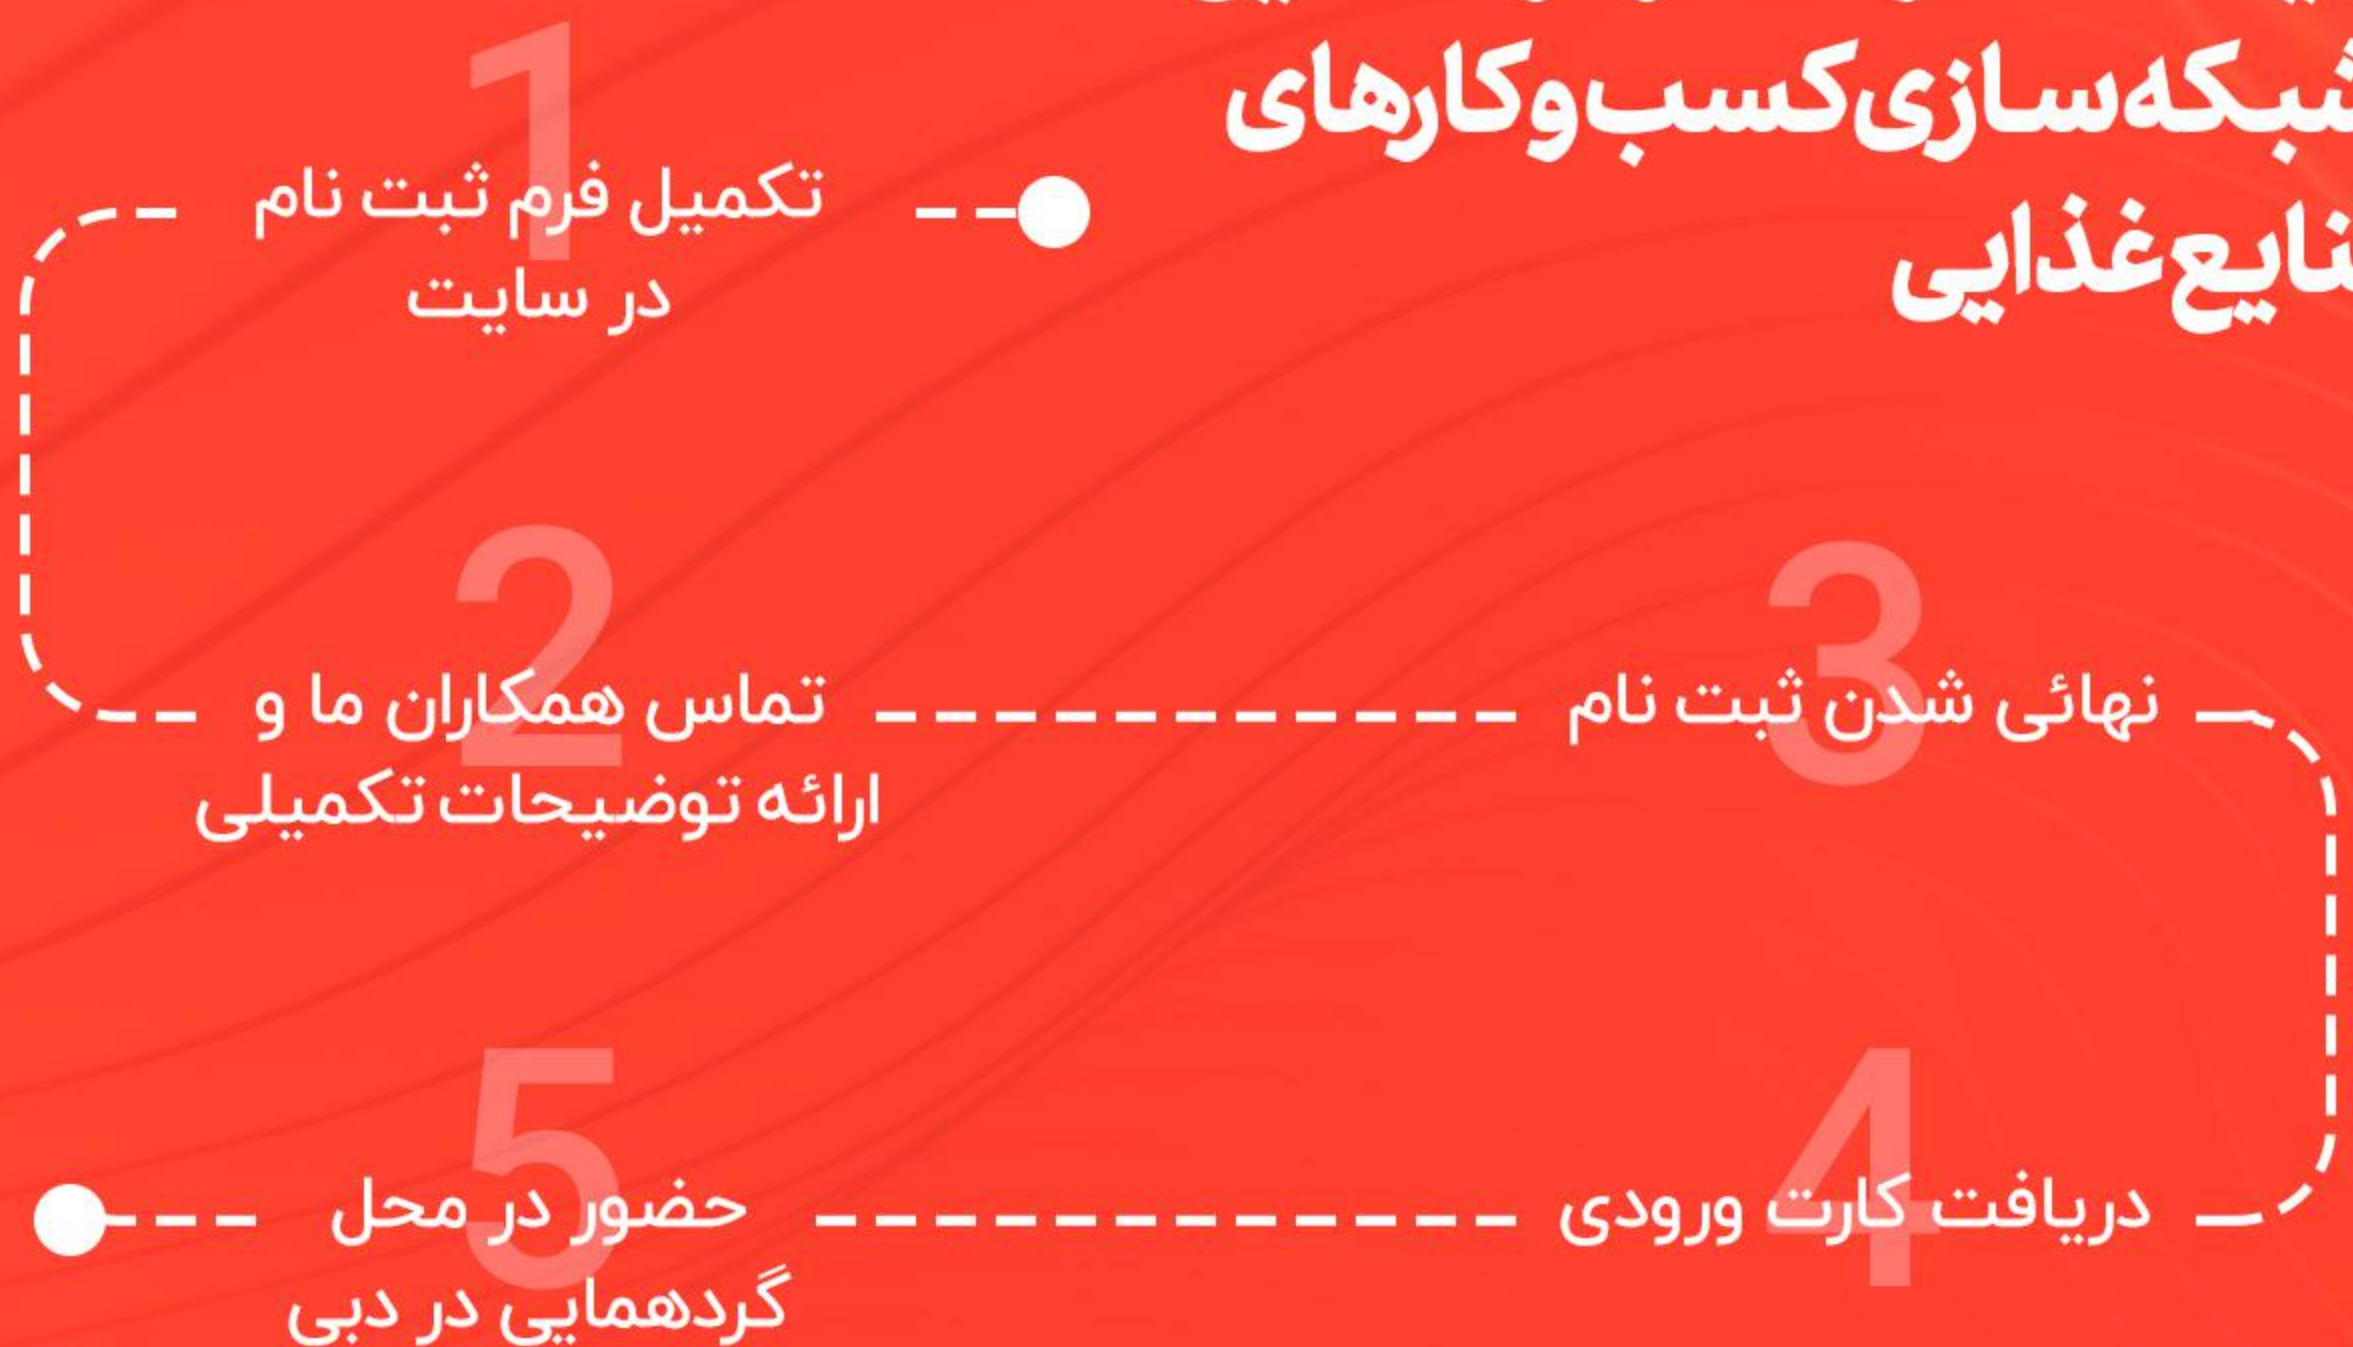 شبکه‌سازی کسب‌وکارهای
غذایی
1
تکمیل فرم ثبت نام
در سایت
2
تماس همکاران ما و
ارائه توضیحات تکمیلی
3
نهائی شدن ثبت نام
4
دریافت کارت ورودی
5
حضور در محل
گردهمایی در دبی